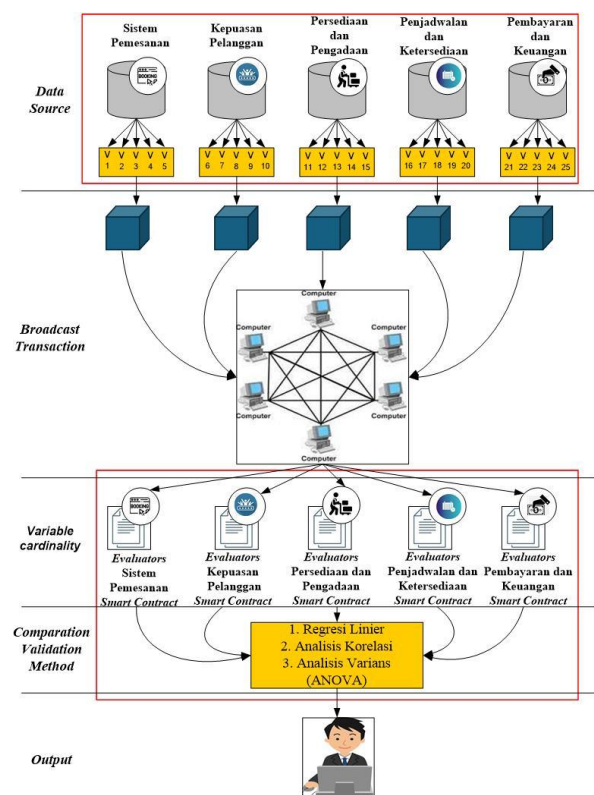 Sistem
Pemesanan
Kepuasan
Pelanggan
Persediaan
dan
Pengadaan
Penjadwalan
dan
Ketersediaan
Pembayaran
dan
Keuangan
BOOKING
Data
Source
V V V V V
1 2 3 4 5
V V V V V
6 7 8 9 10
V V V V V
11 12 13 14 15
V V V V V
16 17 18 19 20
V V V V V
21 22 23 24 25
Broadcast
Transaction
Computer
Computer
Computer
Computer
Computer
Computer
Variable
cardinality
BOOKING
Evaluators
Sistem
Pemesanan
Smart Contract
Evaluators
Kepuasan
Pelanggan
Smart Contract
Evaluators
Persediaan dan
Pengadaan
Smart Contract
Evaluators
Penjadwalan dan
Ketersediaan
Smart Contract
Evaluators
Pembayaran dan
Keuangan
Smart Contract
Comparation
Validation
Method
1. Regresi Linier
2. Analisis Korelasi
3. Analisis Varians
(ANOVA)
Output